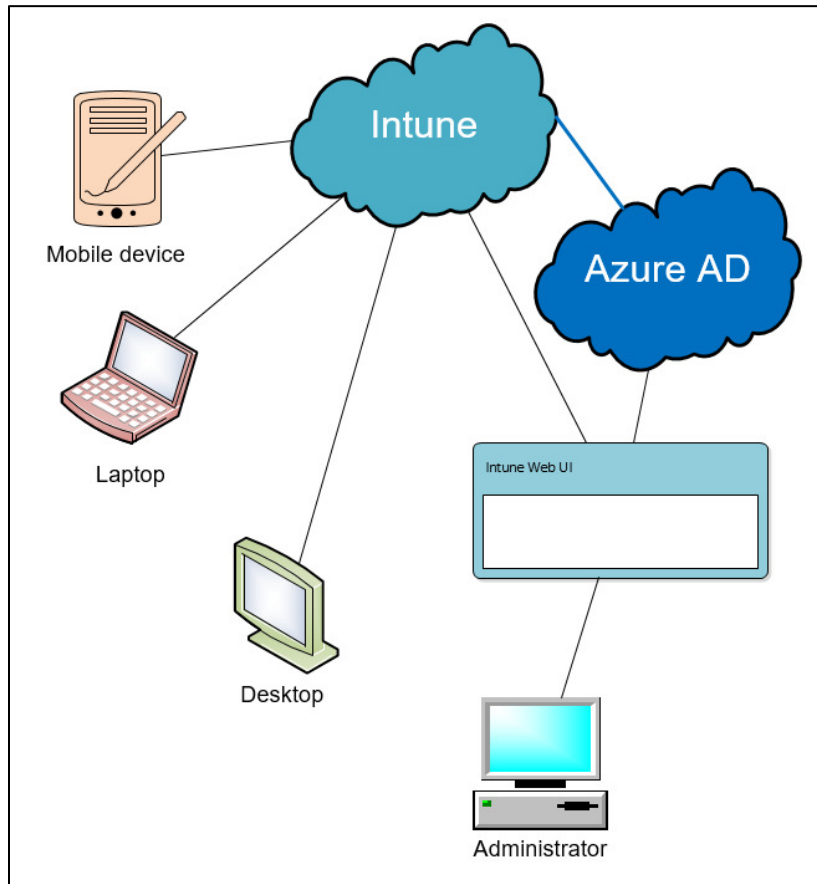 Intune
Azure AD
Mobile device
Laptop
Intune Web UI
Desktop
Administrator